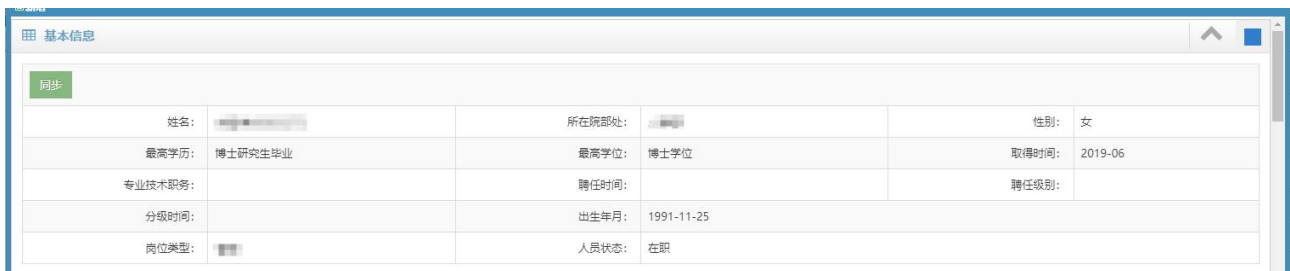 基本信息
同步
姓名: 所在院部处: 性别: 女
最高学历: 博士研究生毕业 最高学位: 博士学位 取得时间: 2019-06
专业技术职务: 聘任时间: 聘任级别:
分级时间: 出生年月: 1991-11-25
岗位类型: 人员状态: 在职